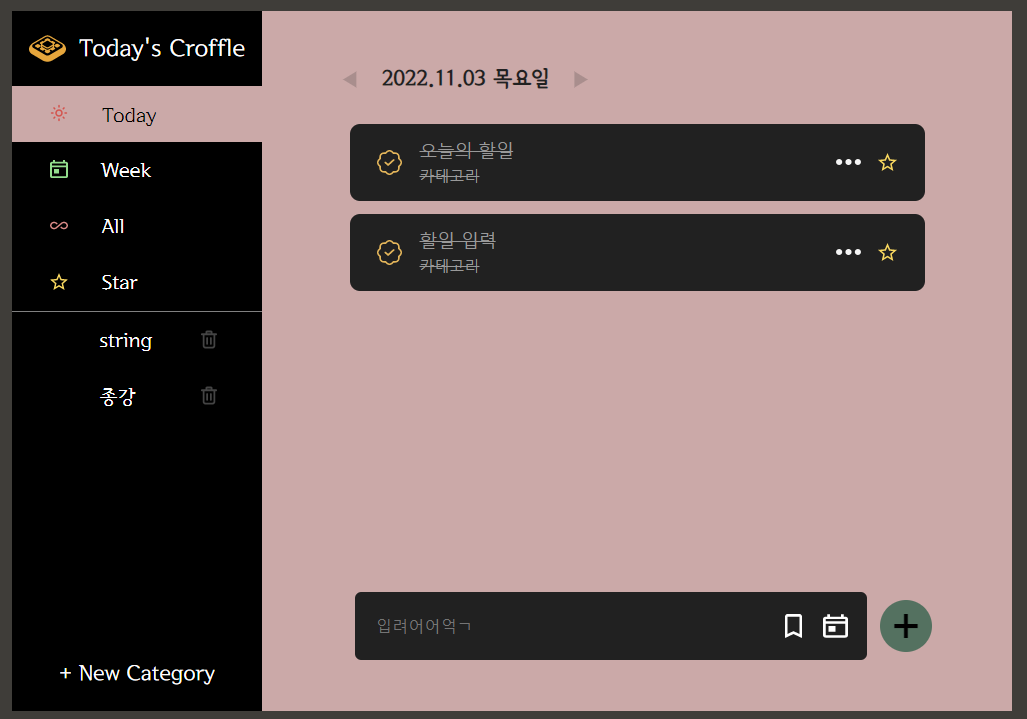 Today's Croffle
Today
Week
All
Star
string
종강
+ New Category
2022.11.03 목요일
오늘의 할일
카테고리
할일 입력
카테고리
입려어어억ㄱ